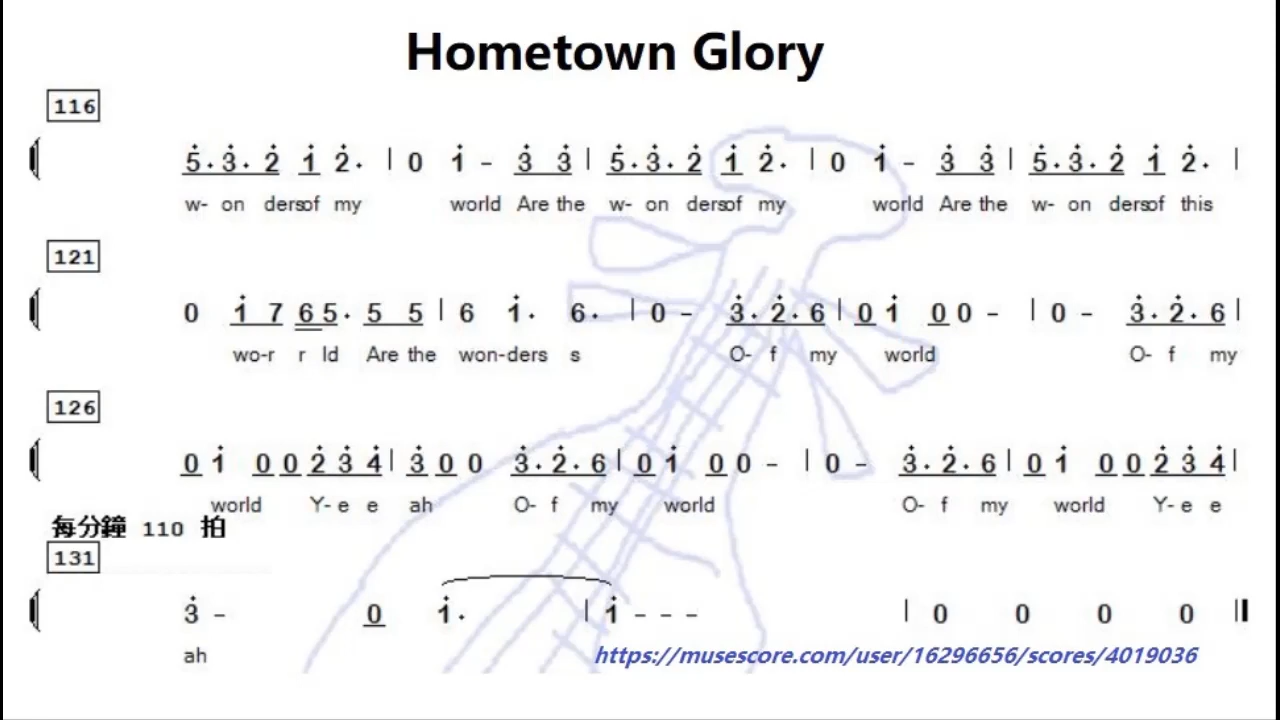 Hometown Glory
116
5̇. 3̇. 2̇ 1̇ 2̇. | 0 1̇ - 3̇ 3̇ | 5̇. 3̇. 2̇ 1̇ 2̇. | 0 1̇ - 3̇ 3̇ | 5̇. 3̇. 2̇ 1̇ 2̇. |
w- on dersof my world Are the w- on dersof my world Are the w- on dersof this
121
0 1̇ 7 6 5. 5 5 | 6 1̇. 6. | 0 - 3̇. 2̇. 6 | 0 1̇ 0 0 - | 0 - 3̇. 2̇. 6 |
wo-r r ld Are the won-ders s O- f my world O- f my
126
0 1̇ 0 0 2̇ 3̇ 4̇ | 3̇ 0 0 3̇. 2̇. 6 | 0 1̇ 0 0 - | 0 - 3̇. 2̇. 6 | 0 1̇ 0 0 2̇ 3̇ 4̇ |
world Y- e e ah O- f my world O- f my world Y- e e
每分鐘 110 拍
131
3̇ - 0 1̇. | 1̇ - - - | 0 0 0 0 ||
ah
https://musescore.com/user/16296656/scores/4019036